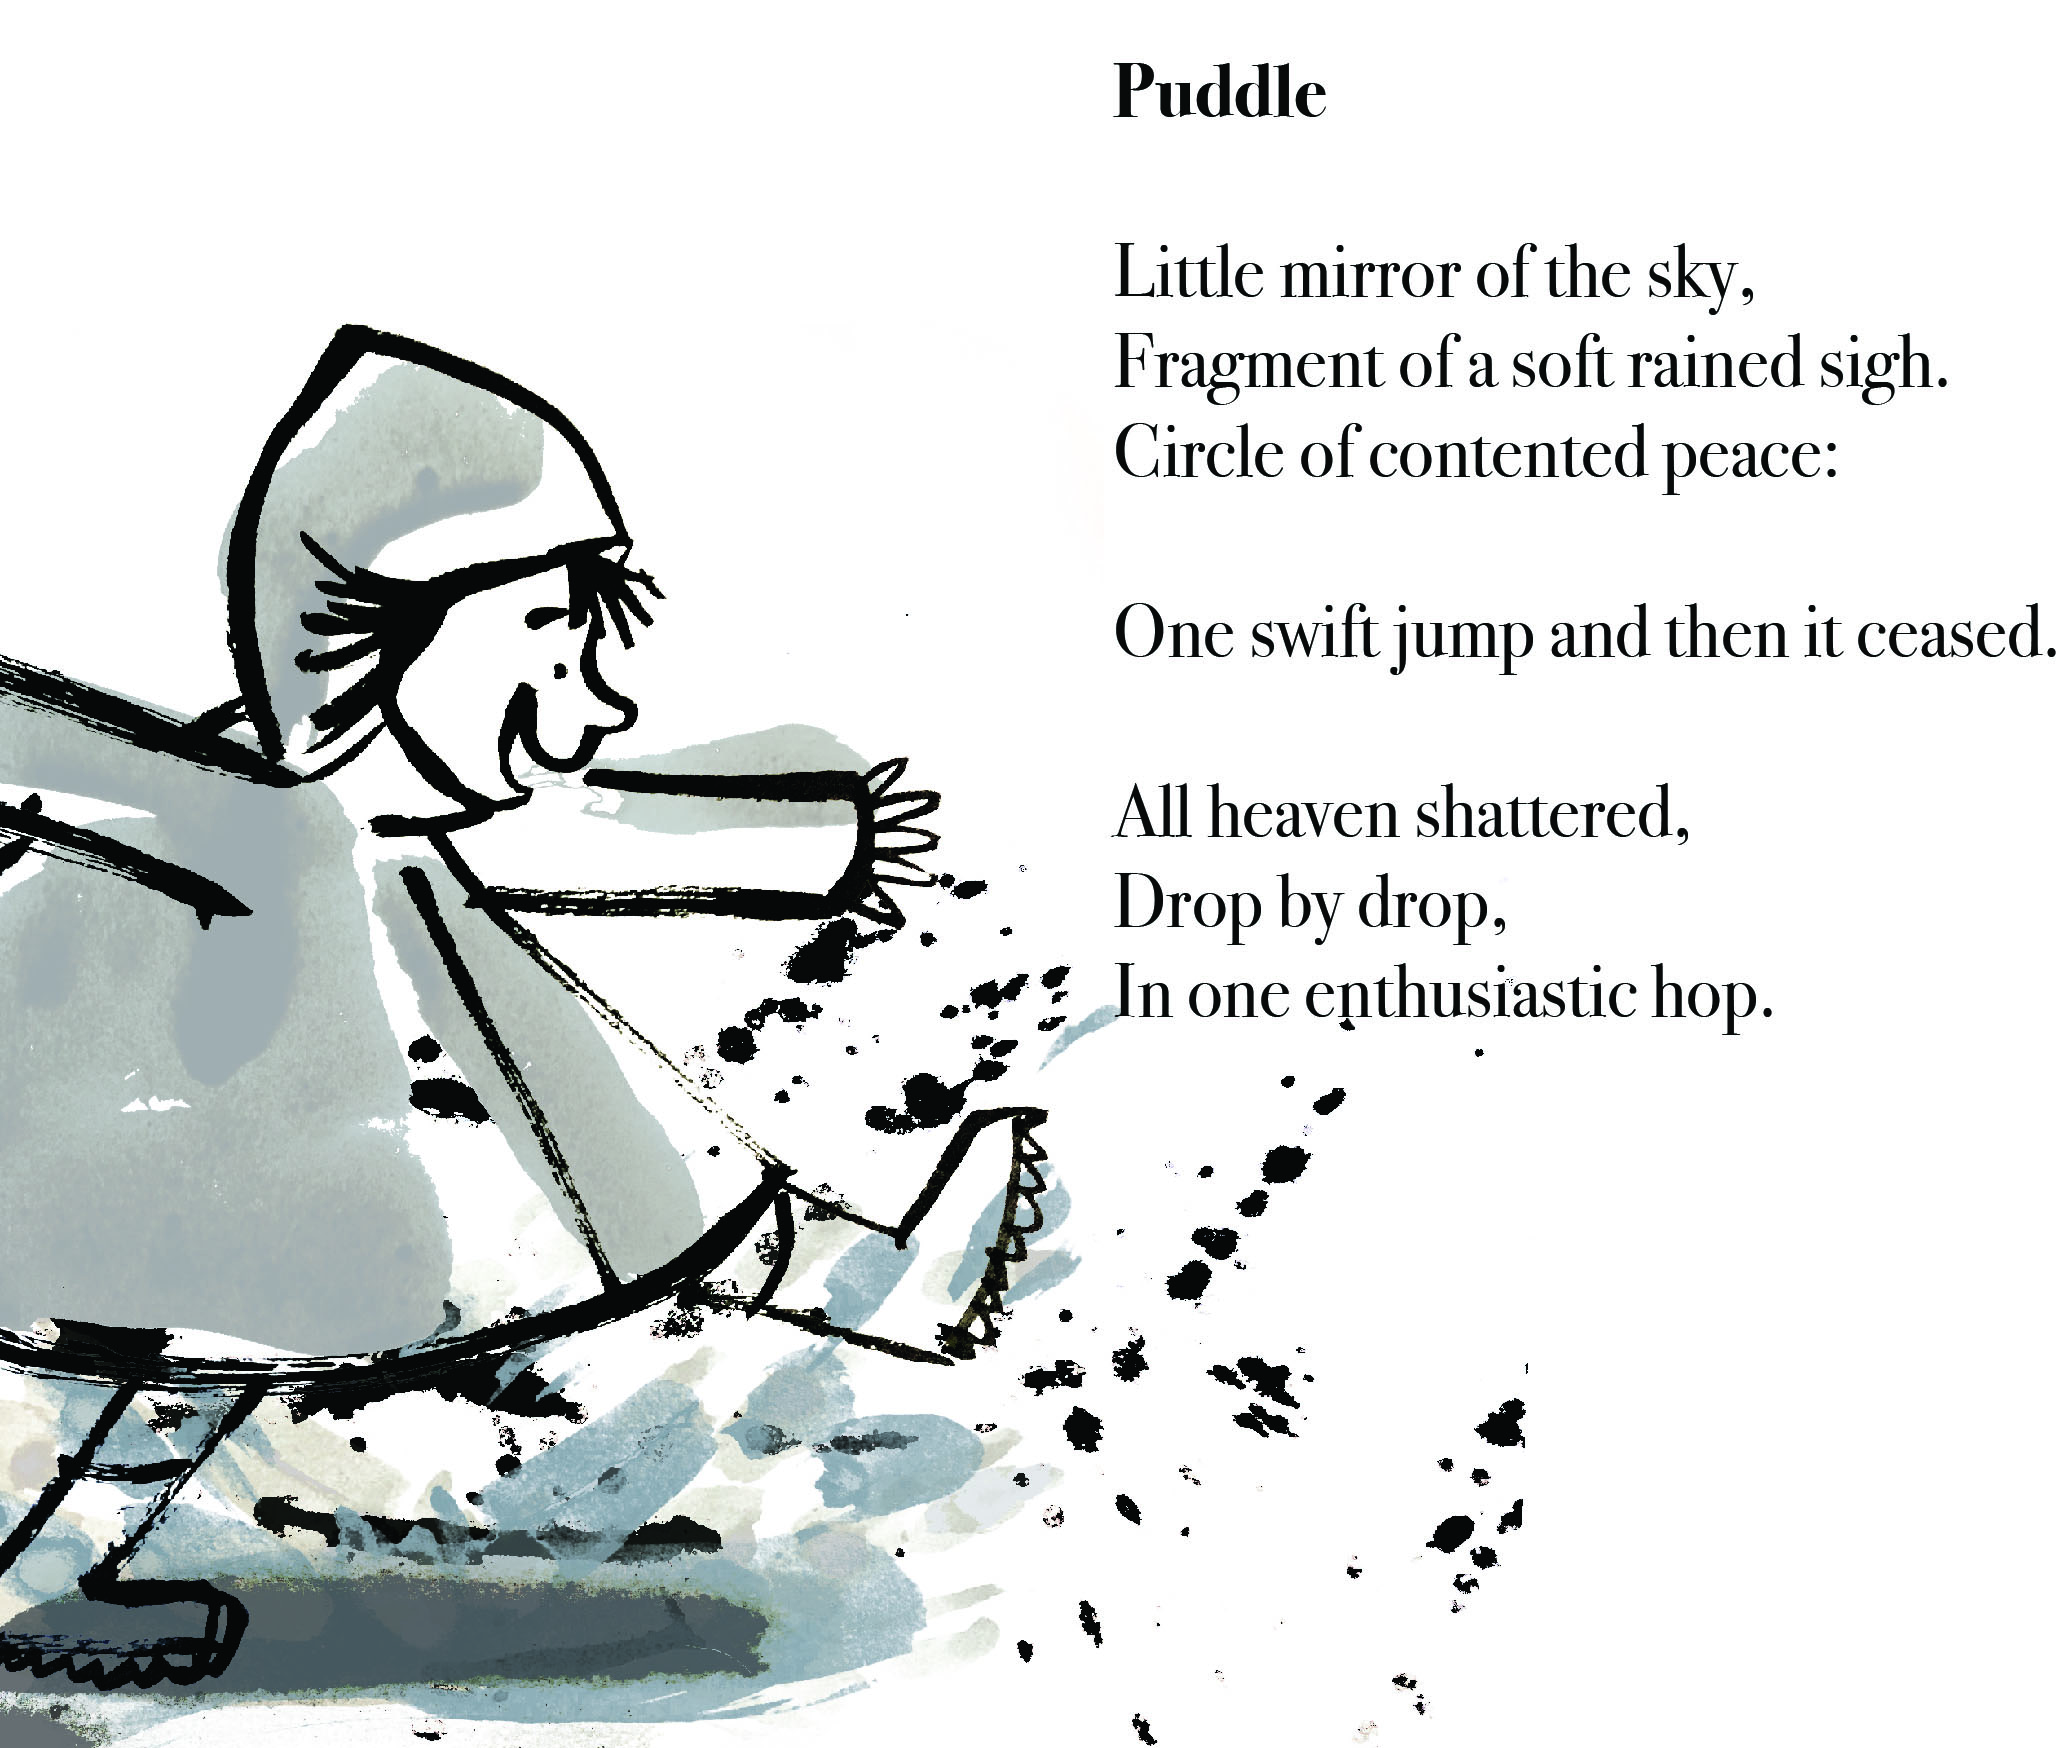 Puddle
Little mirror of the sky,
Fragment of a soft rained sigh.
Circle of contented peace:
One swift jump and then it ceased.
All heaven shattered,
Drop by drop,
In one enthusiastic hop.